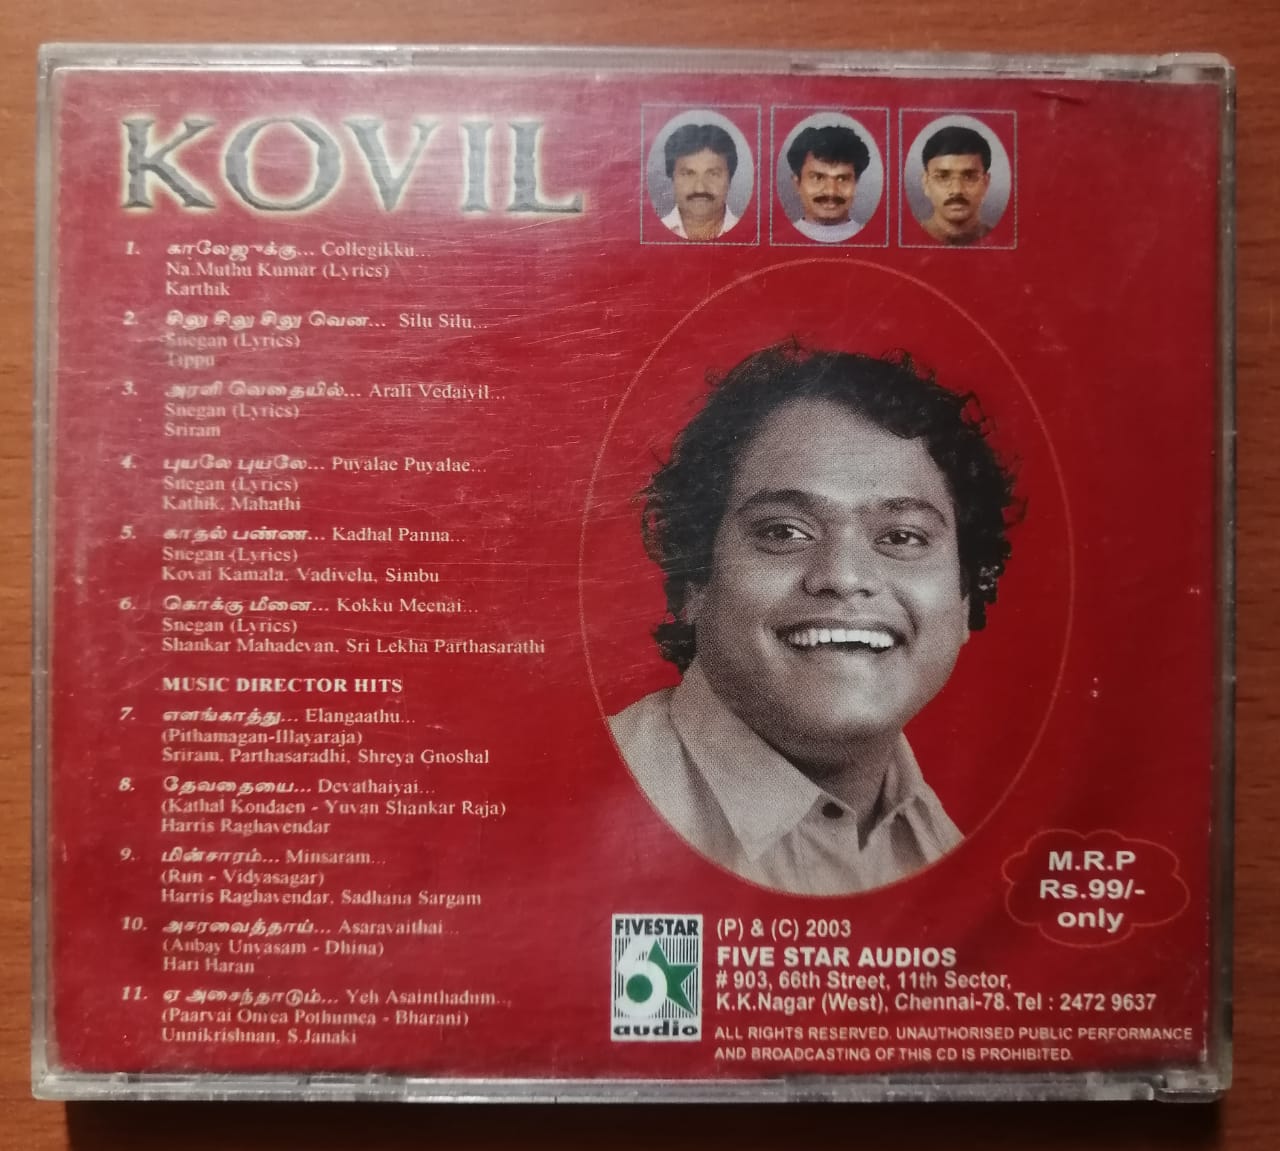 KOVIL
1. காலேஜுக்கு... Collegikku...
Na.Muthu Kumar (Lyrics)
Karthik
2. சிலு சிலு சிலு வென... Silu Silu...
Snegan (Lyrics)
Tippu
3. அரளி வெதையில்... Arali Vedaiyil...
Snegan (Lyrics)
Sriram
4. புயலே புயலே... Puyalae Puyalae...
Snegan (Lyrics)
Kathik, Mahathi
5. காதல் பண்ண... Kadhal Panna...
Snegan (Lyrics)
Kovai Kamala, Vadivelu, Simbu
6. கொக்கு மீனை... Kokku Meenai...
Snegan (Lyrics)
Shankar Mahadevan, Sri Lekha Parthasarathi
MUSIC DIRECTOR HITS
7. எளங்காத்து... Elangaathu...
(Pithamagan-Illayaraja)
Sriram, Parthasaradhi, Shreya Gnoshal
8. தேவதையை... Devathaiyai...
(Kathal Kondaen - Yuvan Shankar Raja)
Harris Raghavendar
9. மின்சாரம்... Minsaram...
(Run - Vidyasagar)
Harris Raghavendar, Sadhana Sargam
10. அசரவைத்தாய்... Asaravaithai...
(Anbay Unvasam - Dhina)
Hari Haran
11. ஏ அசைந்தாடும்... Yeh Asainthadum...
(Paarvai Onrea Pothumea - Bharani)
Unnikrishnan, S.Janaki
M.R.P
Rs.99/-
only
FIVESTAR
audio
(P) & (C) 2003
FIVE STAR AUDIOS
# 903, 66th Street, 11th Sector,
K.K.Nagar (West), Chennai-78. Tel : 2472 9637
ALL RIGHTS RESERVED. UNAUTHORISED PUBLIC PERFORMANCE
AND BROADCASTING OF THIS CD IS PROHIBITED.